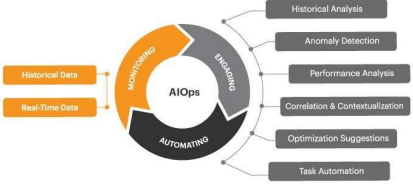 Historical Analysis
Anomaly Detection
Historical Data
Real-Time Data
MONITORING
ENGAGING
AIOps
AUTOMATING
Performance Analysis
Correlation & Contextualization
Optimization Suggestions
Task Automation